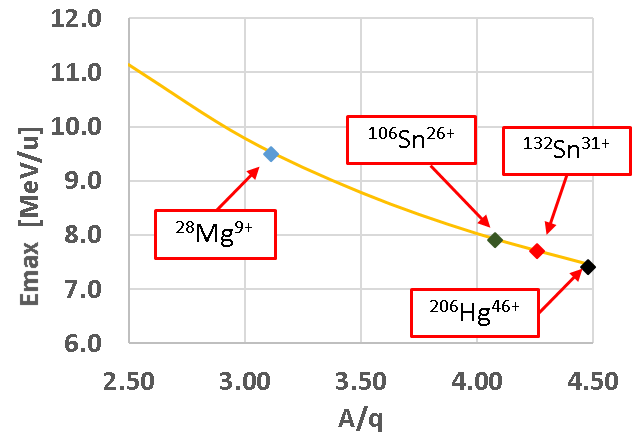 12.0
11.0
10.0
9.0
8.0
7.0
6.0
Emax [MeV/u]
¹⁰⁶Sn²⁶⁺
¹³²Sn³¹⁺
²⁸Mg⁹⁺
²⁰⁶Hg⁴⁶⁺
2.50 3.00 3.50 4.00 4.50
A/q